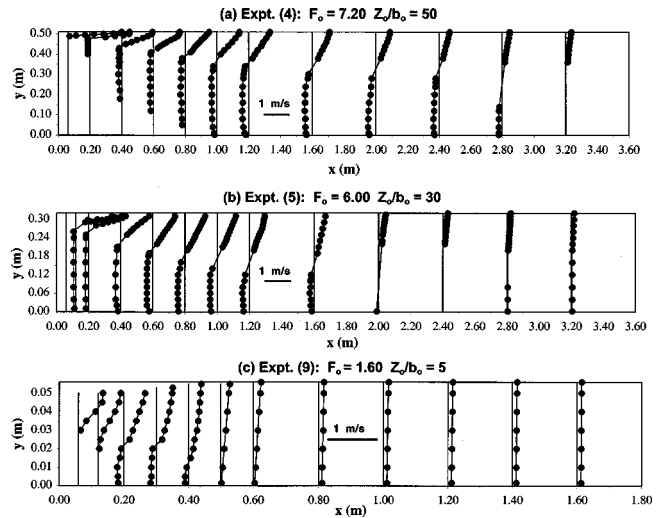 (a) Expt. (4): Fo = 7.20 Zo/bo = 50
0.50
0.40
0.30
0.20
0.10
0.00
y (m)
1 m/s
0.00 0.20 0.40 0.60 0.80 1.00 1.20 1.40 1.60 1.80 2.00 2.20 2.40 2.60 2.80 3.00 3.20 3.40 3.60
x (m)
(b) Expt. (5): Fo = 6.00 Zo/bo = 30
0.30
0.24
0.18
0.12
0.06
0.00
y (m)
1 m/s
0.00 0.20 0.40 0.60 0.80 1.00 1.20 1.40 1.60 1.80 2.00 2.20 2.40 2.60 2.80 3.00 3.20 3.40 3.60
x (m)
(c) Expt. (9): Fo = 1.60 Zo/bo = 5
0.05
0.04
0.03
0.02
0.01
0.00
y (m)
1 m/s
0.00 0.20 0.40 0.60 0.80 1.00 1.20 1.40 1.60 1.80
x (m)